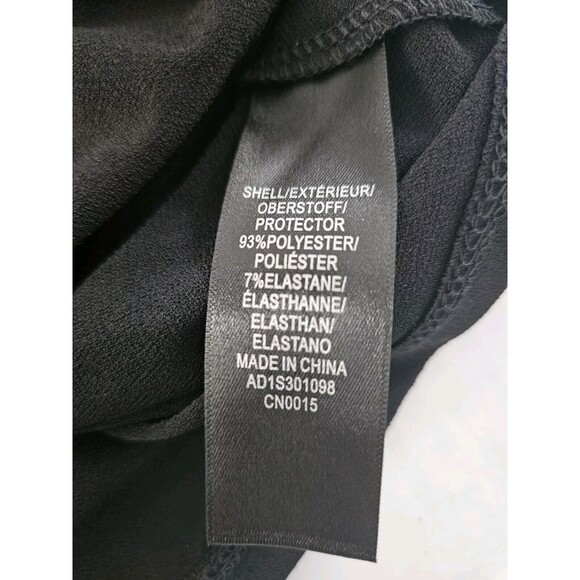 SHELL/EXTÉRIEUR/
OBERSTOFF/
PROTECTOR
93%POLYESTER/
POLIÉSTER
7%ELASTANE/
ÉLASTHANNE/
ELASTHAN/
ELASTANO
MADE IN CHINA
AD1S301098
CN0015